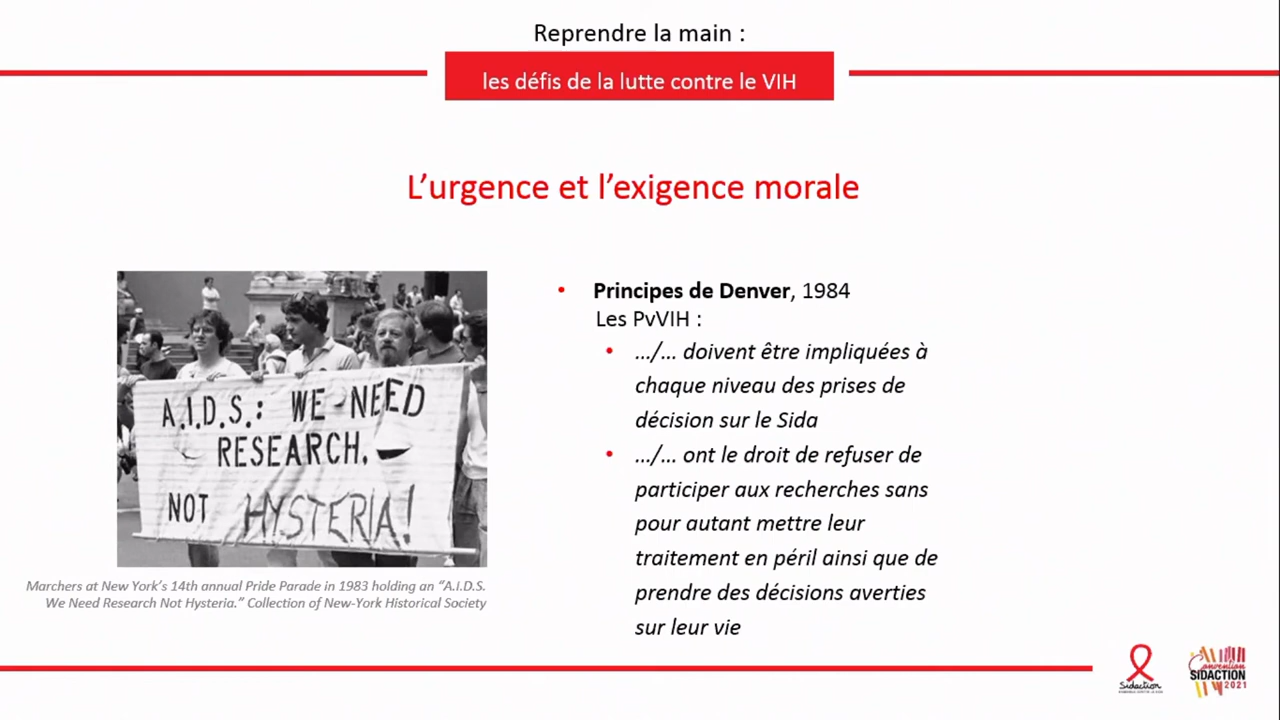 Reprendre la main :
les défis de la lutte contre le VIH
L’urgence et l’exigence morale
A.I.D.S.: WE NEED
RESEARCH.
NOT HYSTERIA!
Marchers at New York’s 14th annual Pride Parade in 1983 holding an “A.I.D.S.
We Need Research Not Hysteria.” Collection of New-York Historical Society
• Principes de Denver, 1984
Les PvVIH :
• …/… doivent être impliquées à
chaque niveau des prises de
décision sur le Sida
• …/… ont le droit de refuser de
participer aux recherches sans
pour autant mettre leur
traitement en péril ainsi que de
prendre des décisions averties
sur leur vie
Sidaction
Convention
SIDACTION
2021